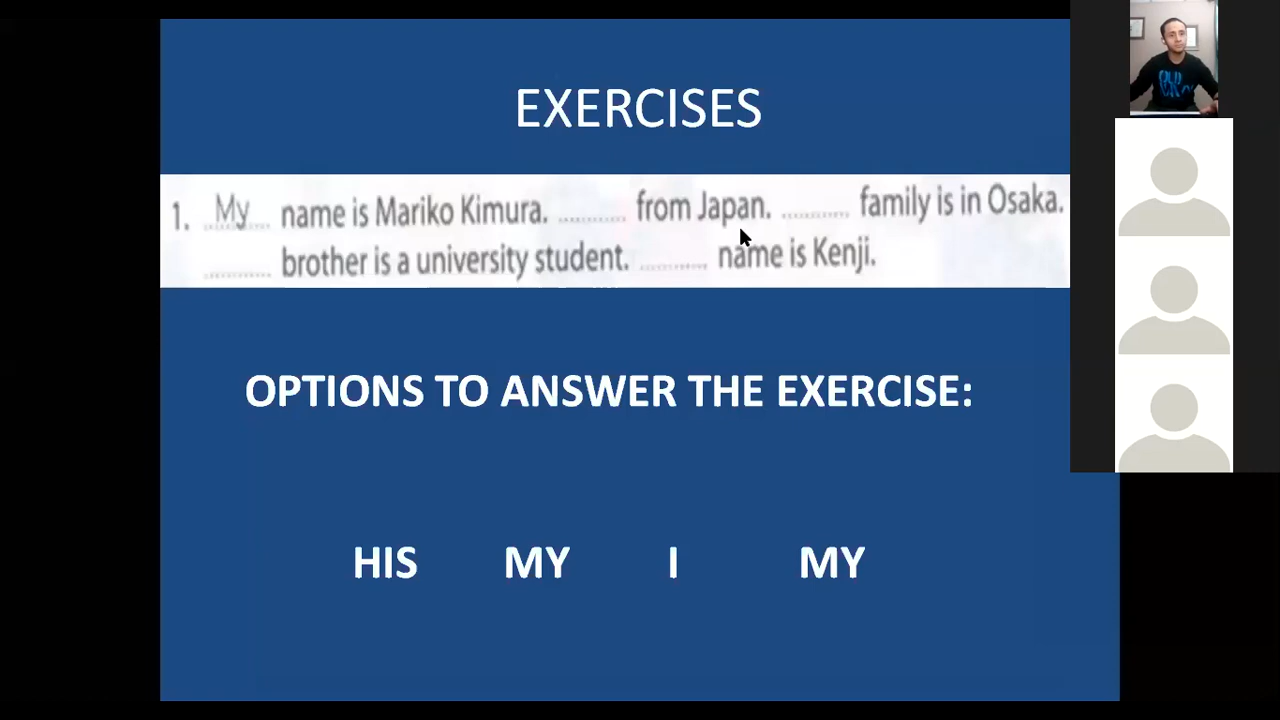 EXERCISES
1. My name is Mariko Kimura. .......... from Japan. .......... family is in Osaka.
.......... brother is a university student. .......... name is Kenji.
OPTIONS TO ANSWER THE EXERCISE:
HIS MY I MY